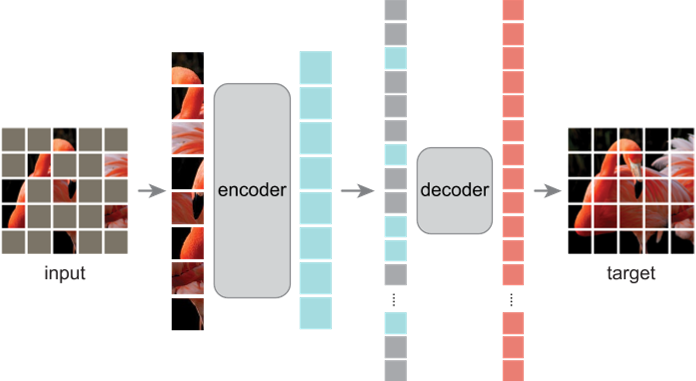 input
encoder
decoder
target